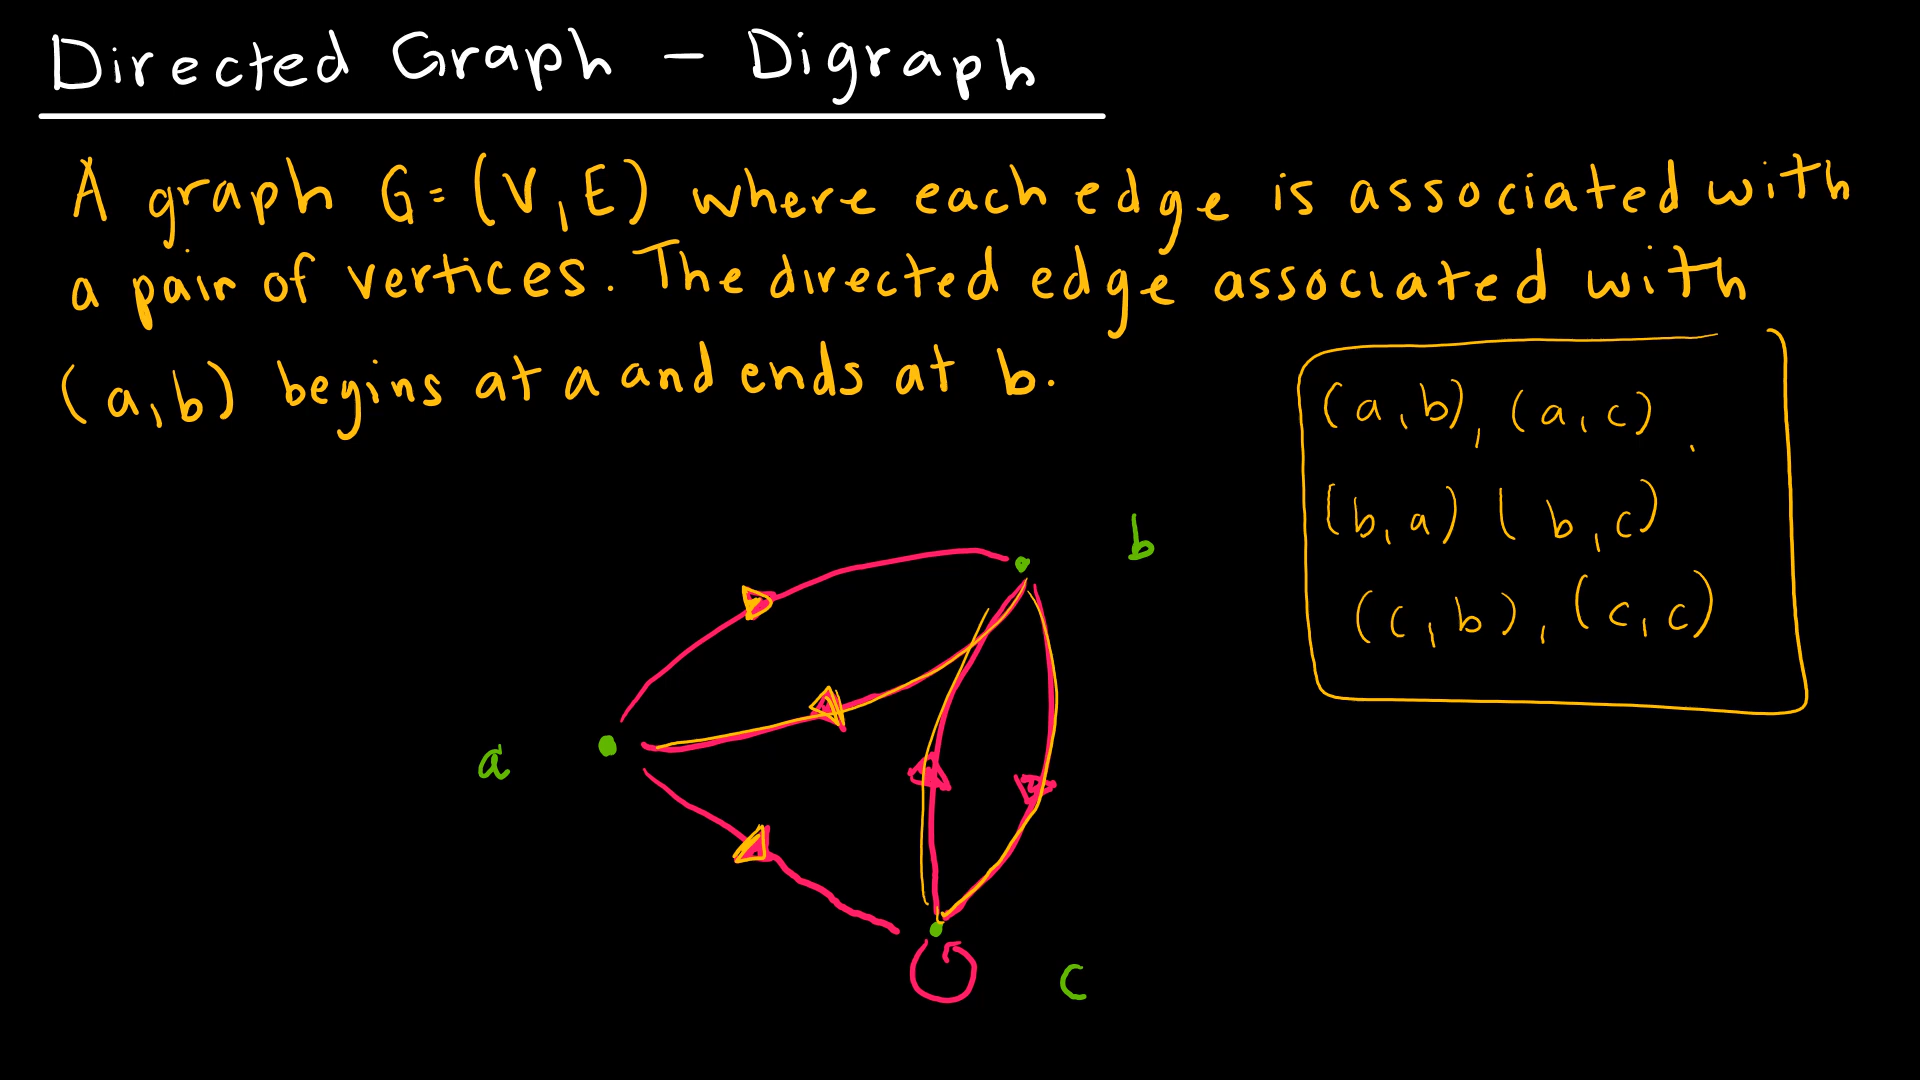 Directed Graph - Digraph
A graph G=(V,E) where each edge is associated with
a pair of vertices. The directed edge associated with
(a,b) begins at a and ends at b.
(a,b), (a,c)
(b,a) ( b,c)
(c,b), (c,c)
b
a
c